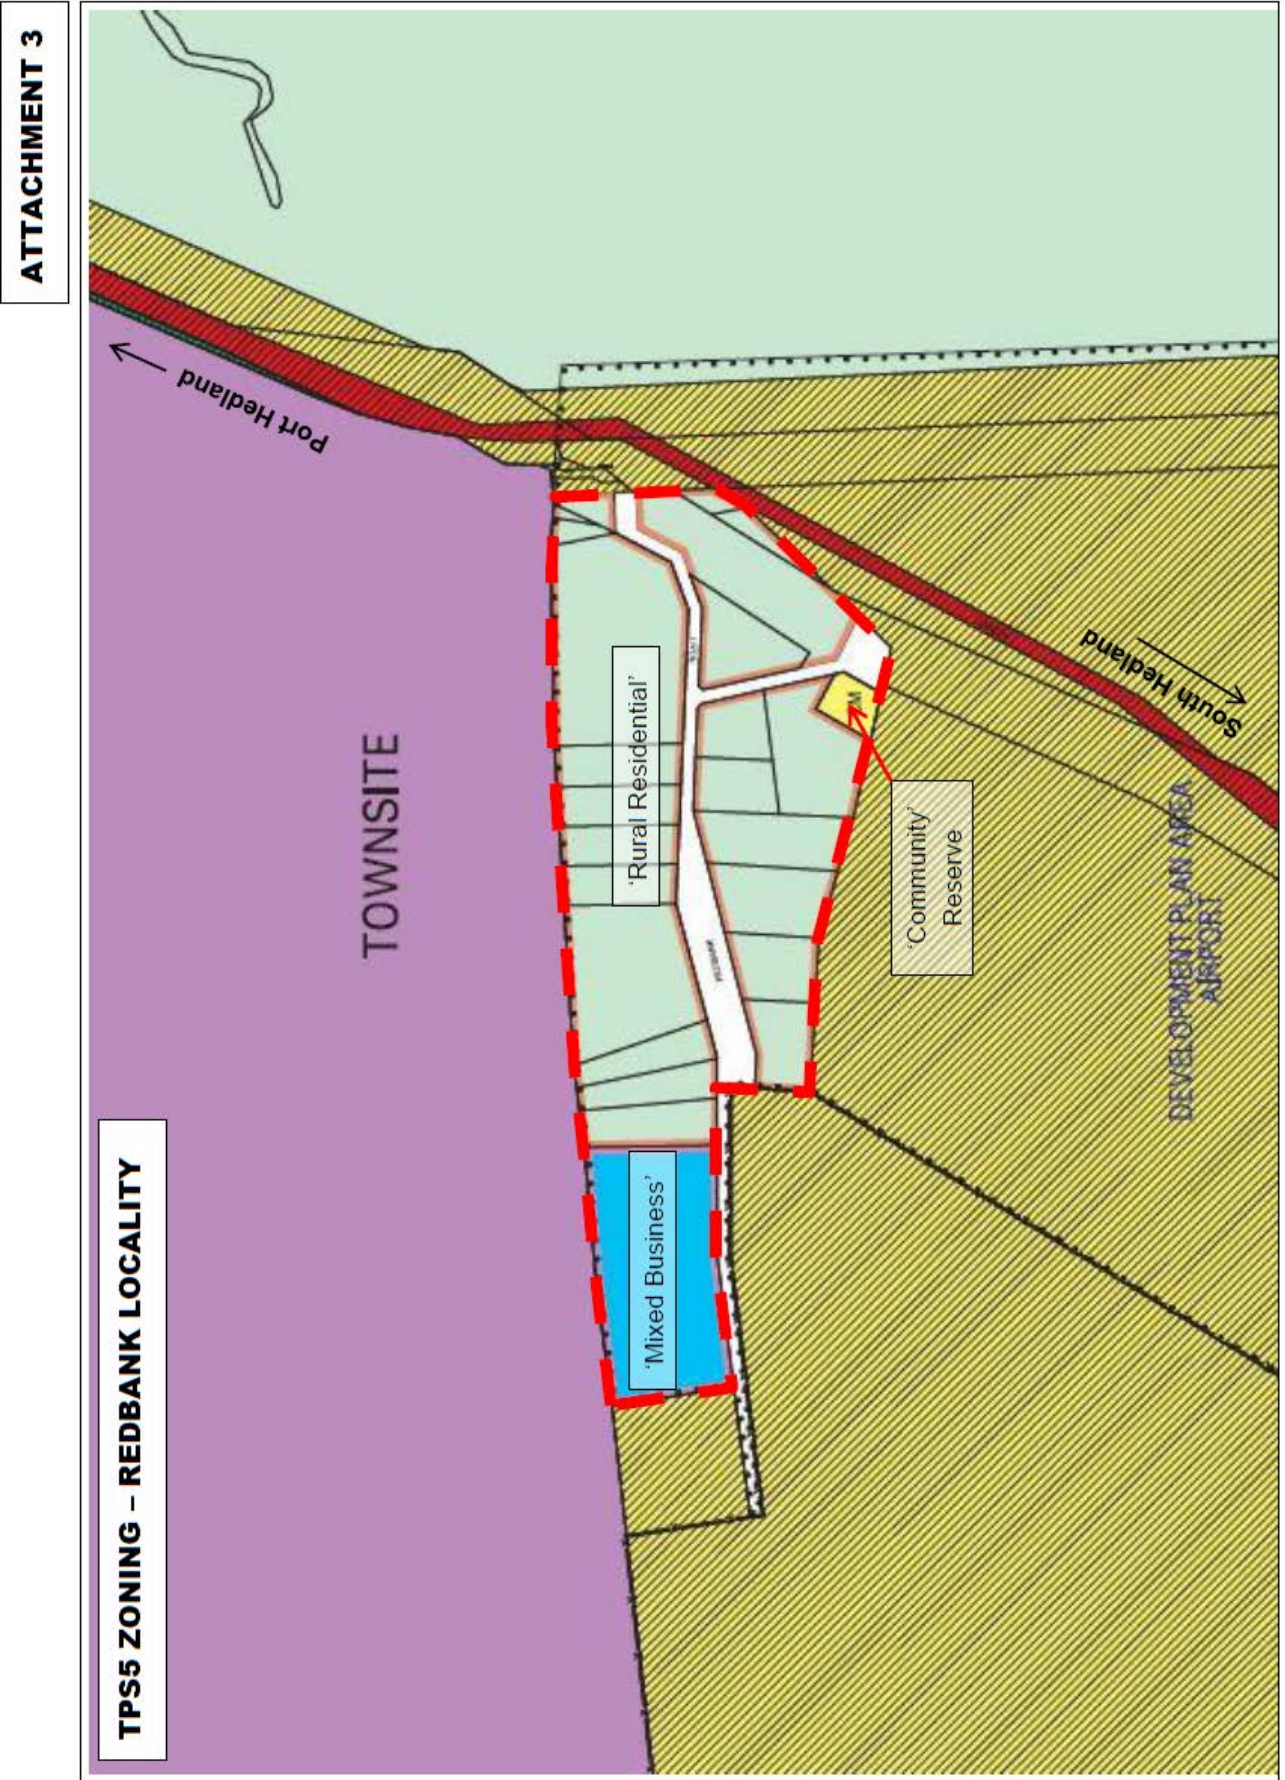 ATTACHMENT 3
TPS5 ZONING – REDBANK LOCALITY
Port Hedland
South Hedland
TOWNSITE
'Rural Residential'
'Mixed Business'
'Community'
Reserve
DEVELOPMENT PLAN AREA
AIRPORT